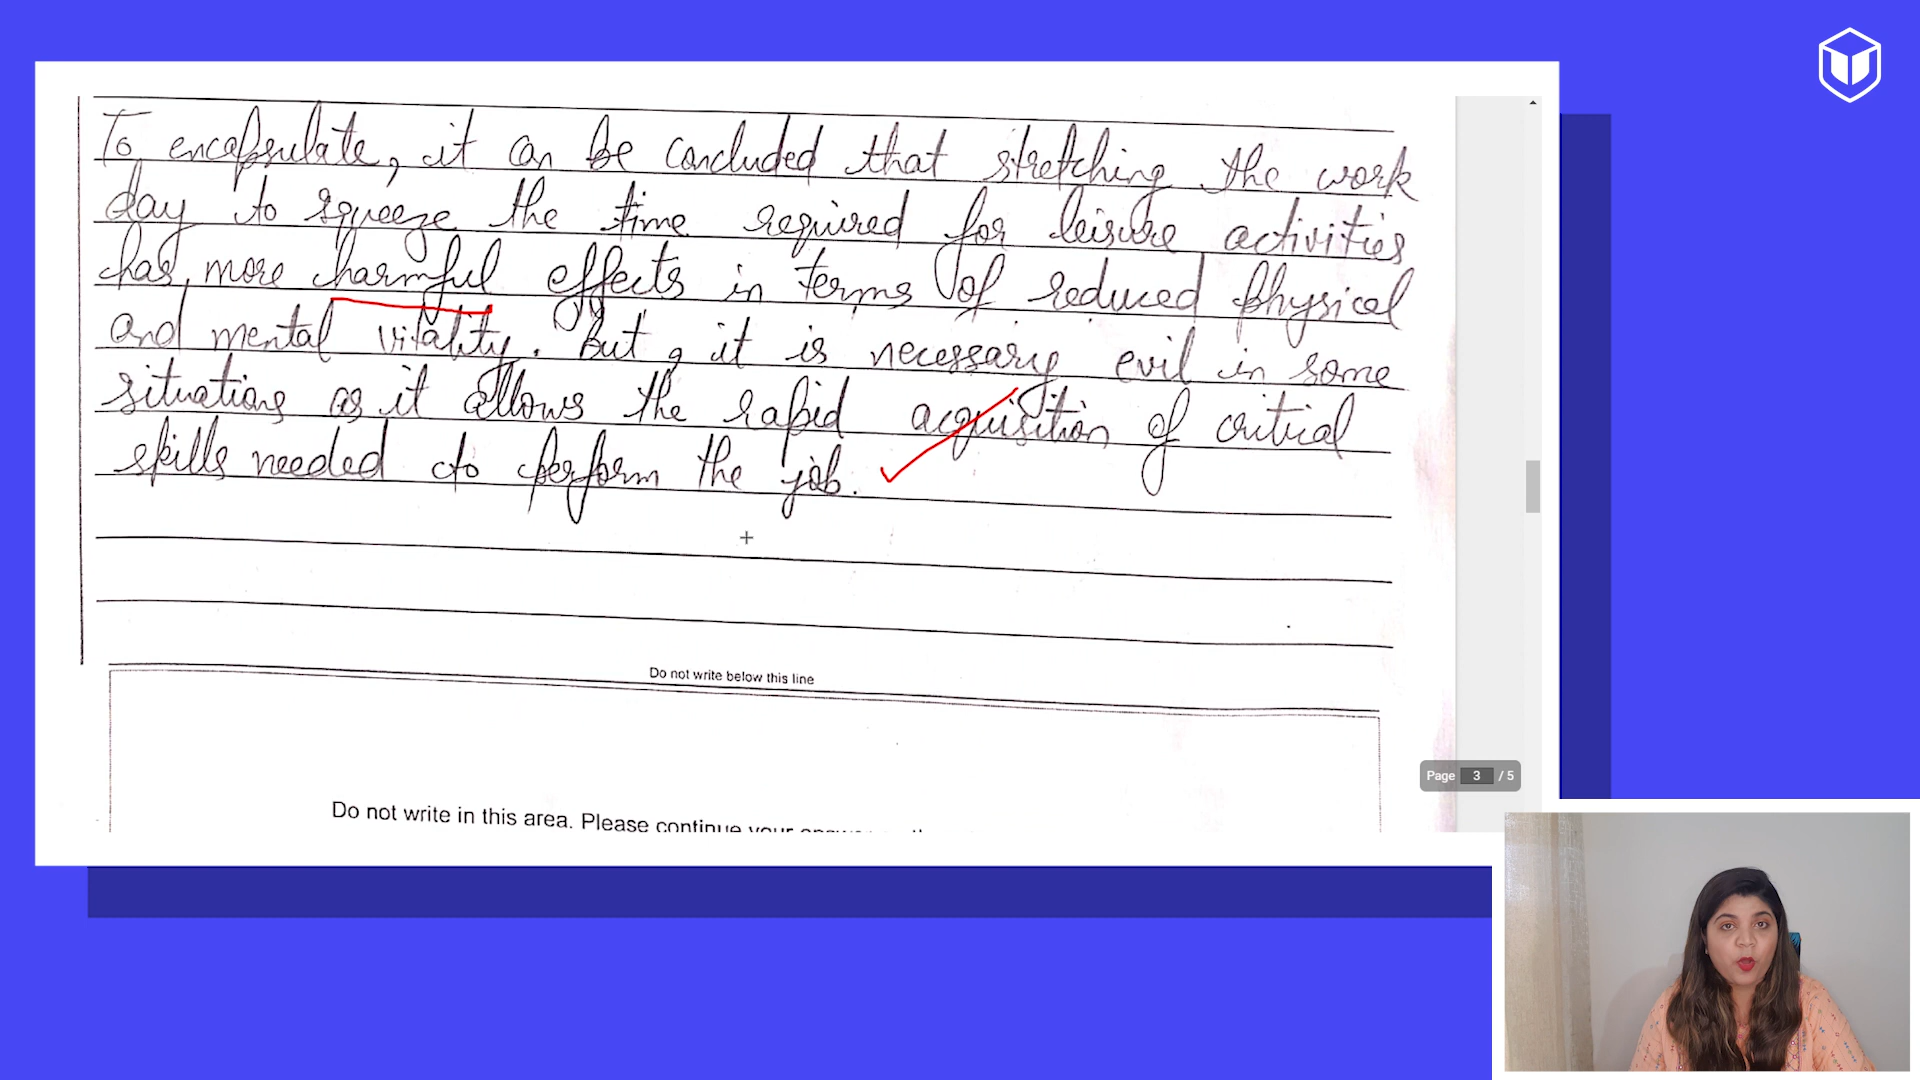 To encapsulate, it can be concluded that stretching the work
day to squeeze the time required for leisure activities
has more harmful effects in terms of reduced physical
and mental vitality. But, it is necessary evil in some
situations as it allows the rapid acquisition of critical
skills needed to perform the job.
Do not write below this line
Page 3 / 5
Do not write in this area. Please continue your